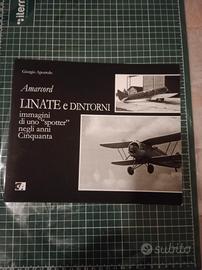 Giorgio Apostolo
Amarcord
LINATE e DINTORNI
immagini
di uno "spotter"
negli anni
Cinquanta
subito